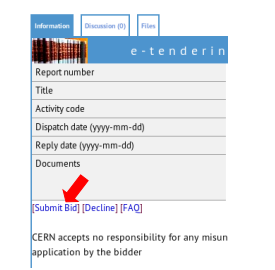 Information Discussion (0) Files
e-tenderin
Report number
Title
Activity code
Dispatch date (yyyy-mm-dd)
Reply date (yyyy-mm-dd)
Documents
[Submit Bid] [Decline] [FAQ]
CERN accepts no responsibility for any misun
application by the bidder